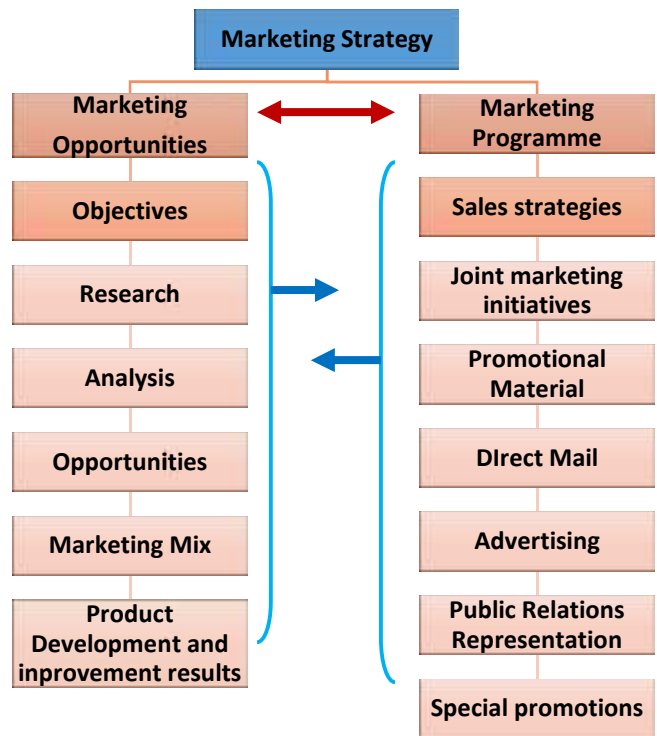 Marketing Strategy
Marketing
Opportunities
Objectives
Research
Analysis
Opportunities
Marketing Mix
Product
Development and
inprovement results
Marketing
Programme
Sales strategies
Joint marketing
initiatives
Promotional
Material
DIrect Mail
Advertising
Public Relations
Representation
Special promotions